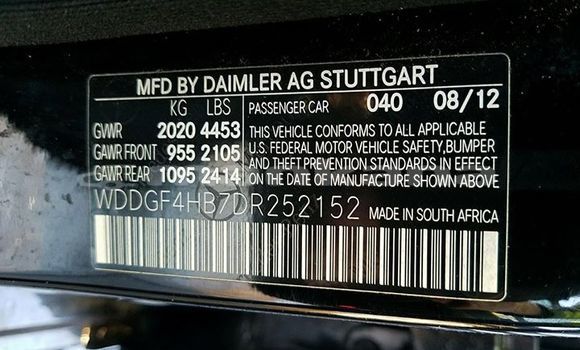 MFD BY DAIMLER AG STUTTGART
KG LBS PASSENGER CAR 040 08/12
GVWR 2020 4453 THIS VEHICLE CONFORMS TO ALL APPLICABLE
GAWR FRONT 955 2105 U.S. FEDERAL MOTOR VEHICLE SAFETY,BUMPER
GAWR REAR 1095 2414 AND THEFT PREVENTION STANDARDS IN EFFECT
ON THE DATE OF MANUFACTURE SHOWN ABOVE
WDDGF4HB7DR252152 MADE IN SOUTH AFRICA